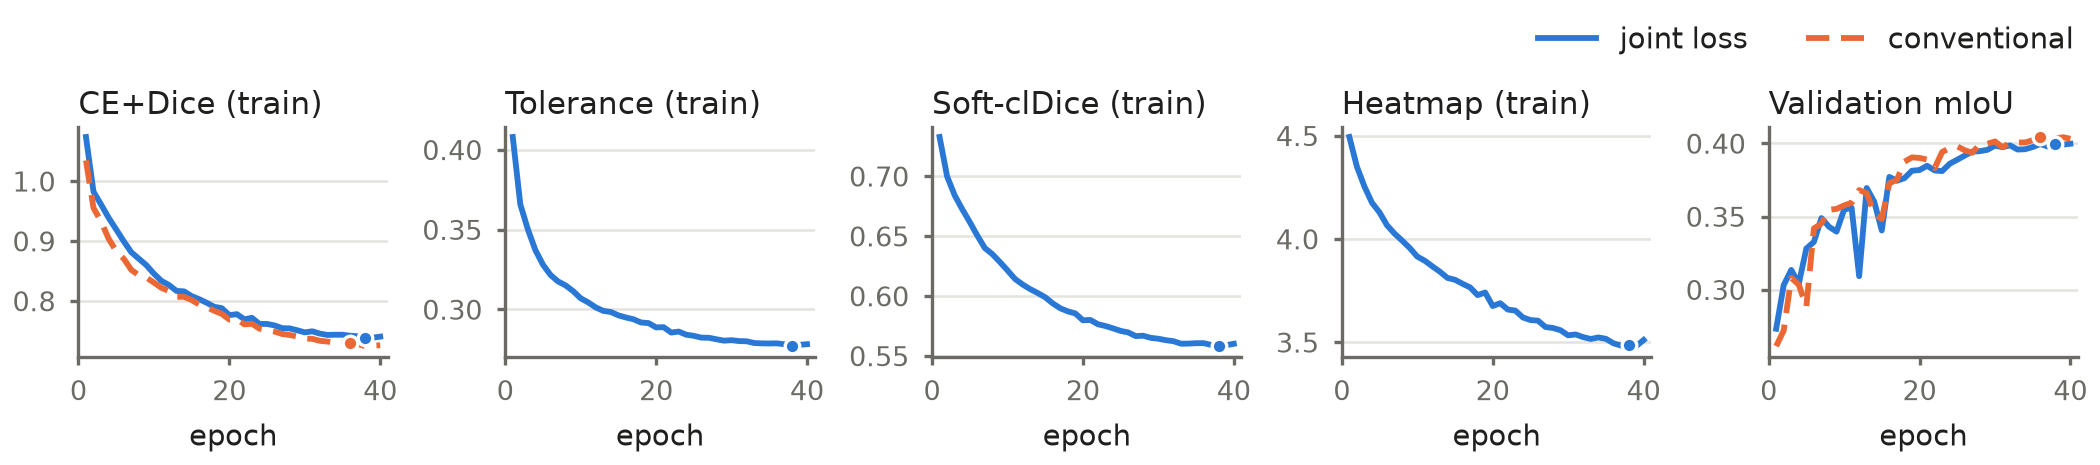 joint loss conventional
CE+Dice (train) Tolerance (train) Soft-clDice (train) Heatmap (train) Validation mIoU
1.0 0.9 0.8
0 20 40
epoch
0.40 0.35 0.30
0 20 40
epoch
0.70 0.65 0.60 0.55
0 20 40
epoch
4.5 4.0 3.5
0 20 40
epoch
0.40 0.35 0.30
0 20 40
epoch